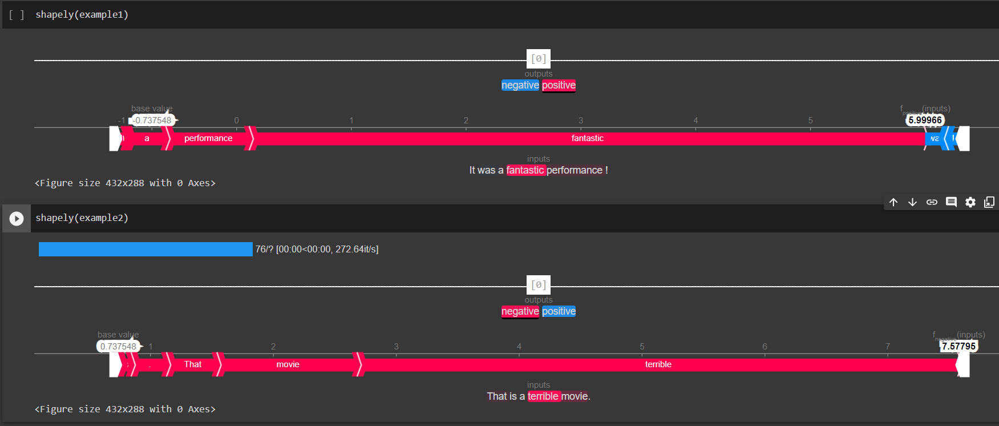 [ ] shapely(example1)
[0]
outputs
negative positive
base value f positive (inputs)
-1 -0.737548 0 1 2 3 4 5 5.99966
a performance fantastic !
inputs
It was a fantastic performance !
<Figure size 432x288 with 0 Axes>
shapely(example2)
76/? [00:00<00:00, 272.64it/s]
[0]
outputs
negative positive
base value f negative (inputs)
0.737548 1 2 3 4 5 6 7 7.57795
. That movie terrible
inputs
That is a terrible movie.
<Figure size 432x288 with 0 Axes>